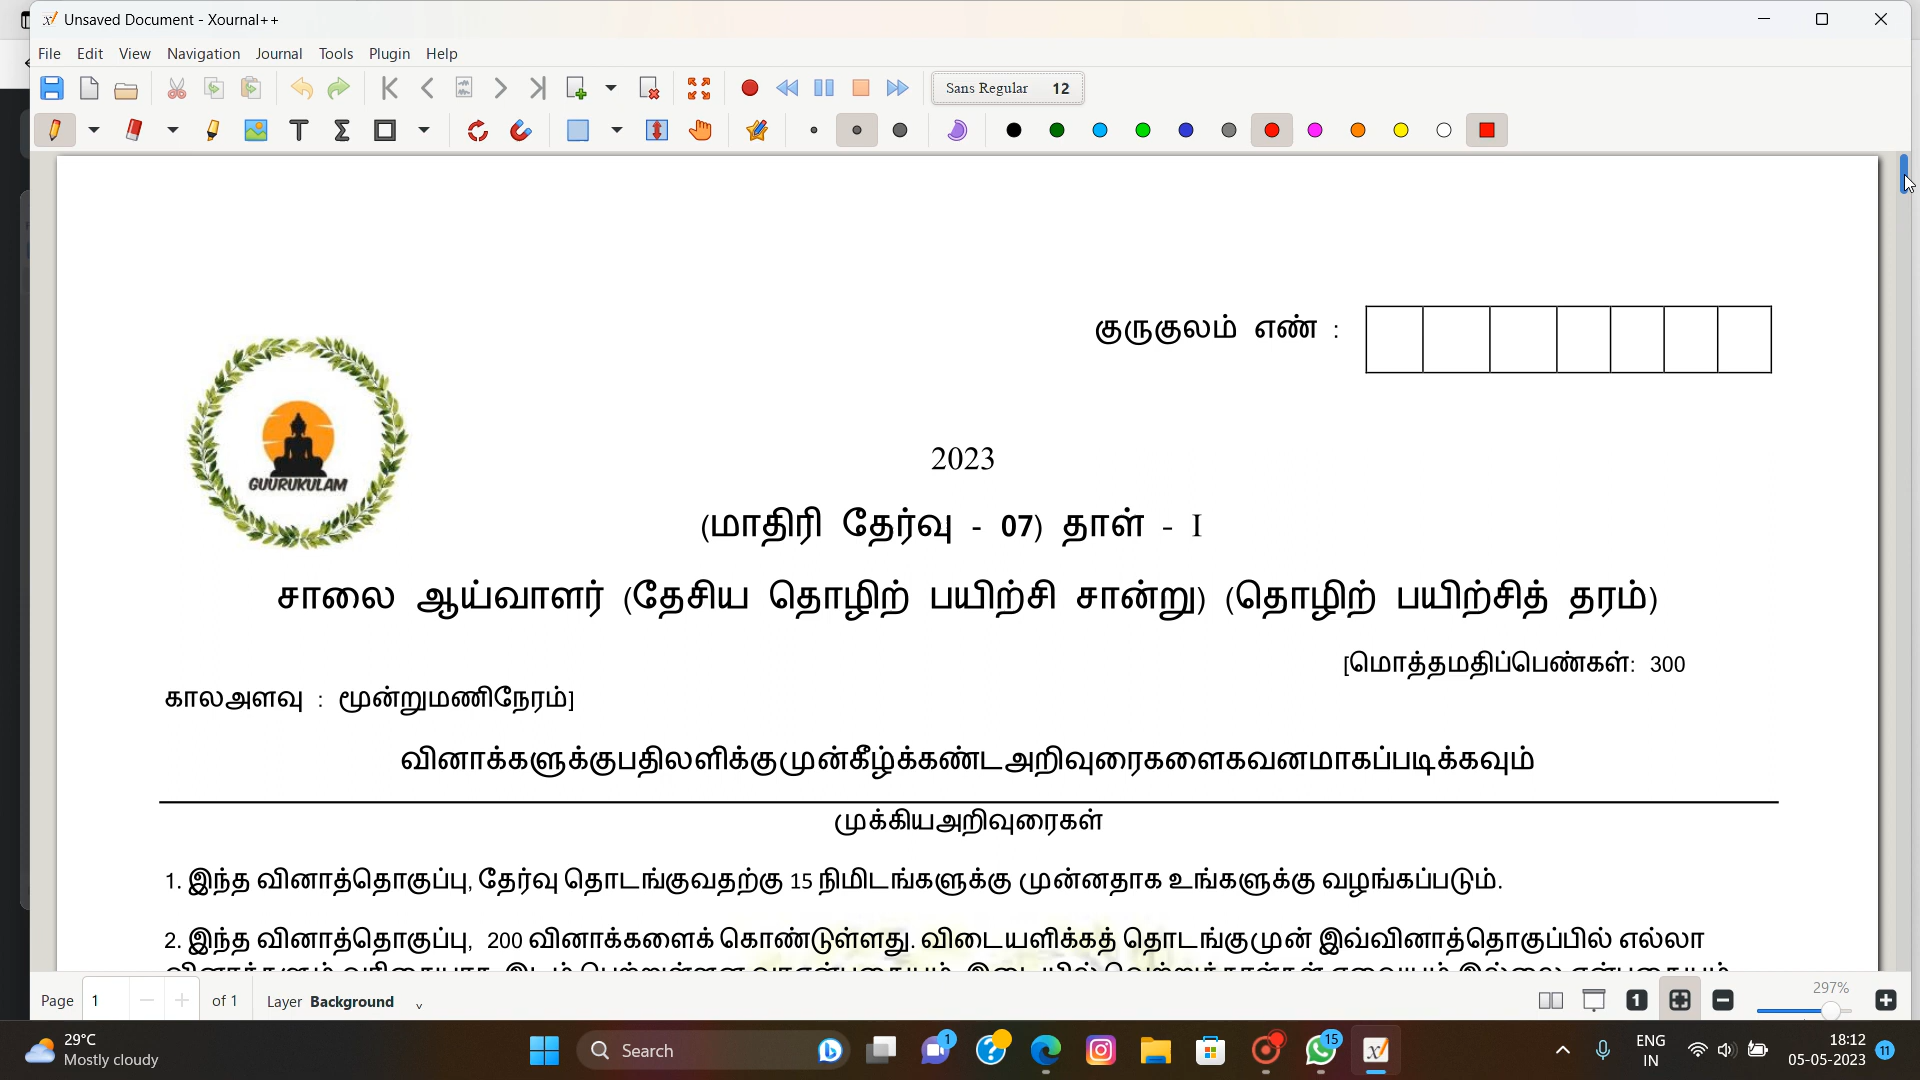 Unsaved Document - Xournal++
File Edit View Navigation Journal Tools Plugin Help
Sans Regular 12
குருகுலம் எண் :
GUURUKULAM
2023
(மாதிரி தேர்வு - 07) தாள் - I
சாலை ஆய்வாளர் (தேசிய தொழிற் பயிற்சி சான்று) (தொழிற் பயிற்சித் தரம்)
[மொத்தமதிப்பெண்கள்: 300
காலஅளவு : மூன்றுமணிநேரம்]
வினாக்களுக்குபதிலளிக்குமுன்கீழ்க்கண்டஅறிவுரைகளைகவனமாகப்படிக்கவும்
முக்கியஅறிவுரைகள்
1. இந்த வினாத்தொகுப்பு, தேர்வு தொடங்குவதற்கு 15 நிமிடங்களுக்கு முன்னதாக உங்களுக்கு வழங்கப்படும்.
2. இந்த வினாத்தொகுப்பு, 200 வினாக்களைக் கொண்டுள்ளது. விடையளிக்கத் தொடங்குமுன் இவ்வினாத்தொகுப்பில் எல்லா
Page 1 of 1 Layer Background
297%
29°C
Mostly cloudy
Search
1
15
ENG
IN
18:12
05-05-2023
11